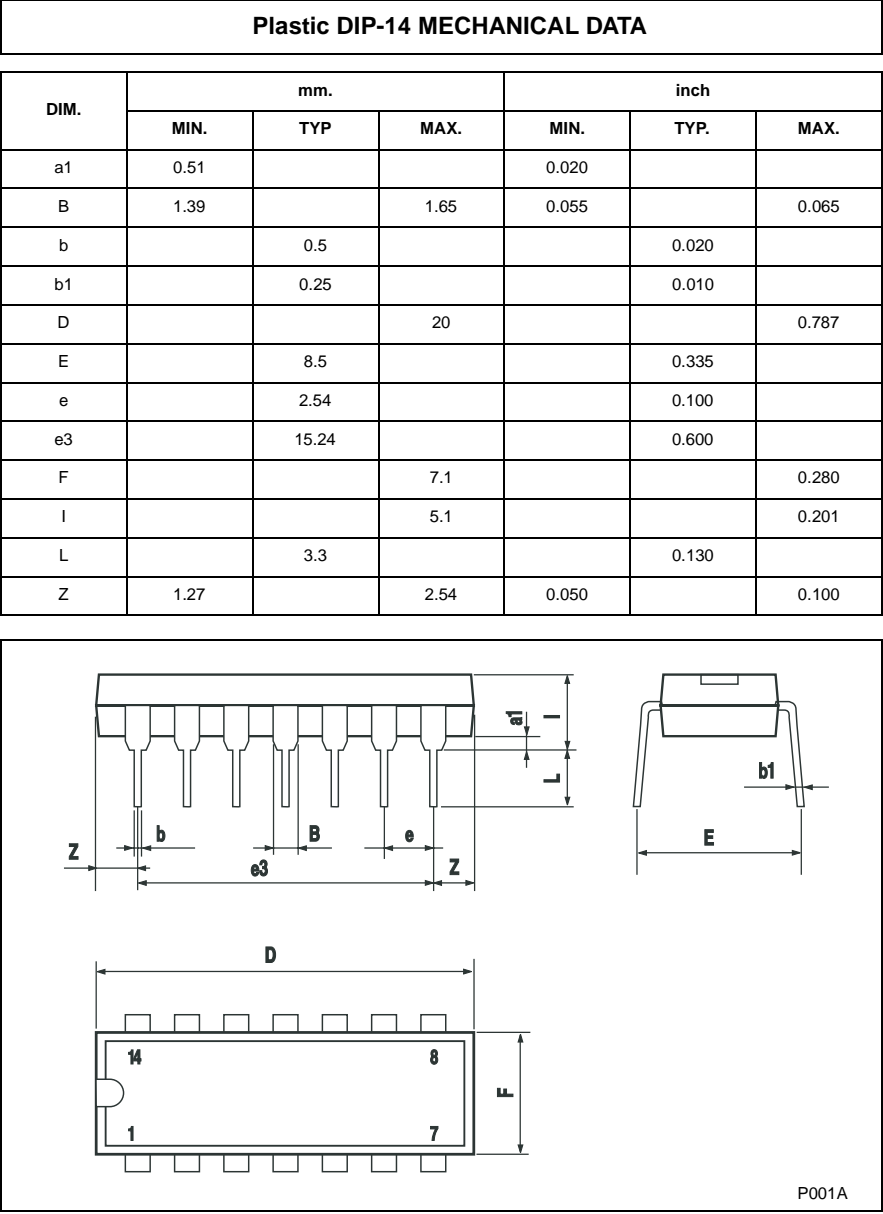 Plastic DIP-14 MECHANICAL DATA
DIM. mm. inch
MIN. TYP MAX. MIN. TYP. MAX.
a1 0.51 0.020
B 1.39 1.65 0.055 0.065
b 0.5 0.020
b1 0.25 0.010
D 20 0.787
E 8.5 0.335
e 2.54 0.100
e3 15.24 0.600
F 7.1 0.280
I 5.1 0.201
L 3.3 0.130
Z 1.27 2.54 0.050 0.100
a1 I
L b1
b B e E
Z e3 Z
D
14 8
F
1 7
P001A